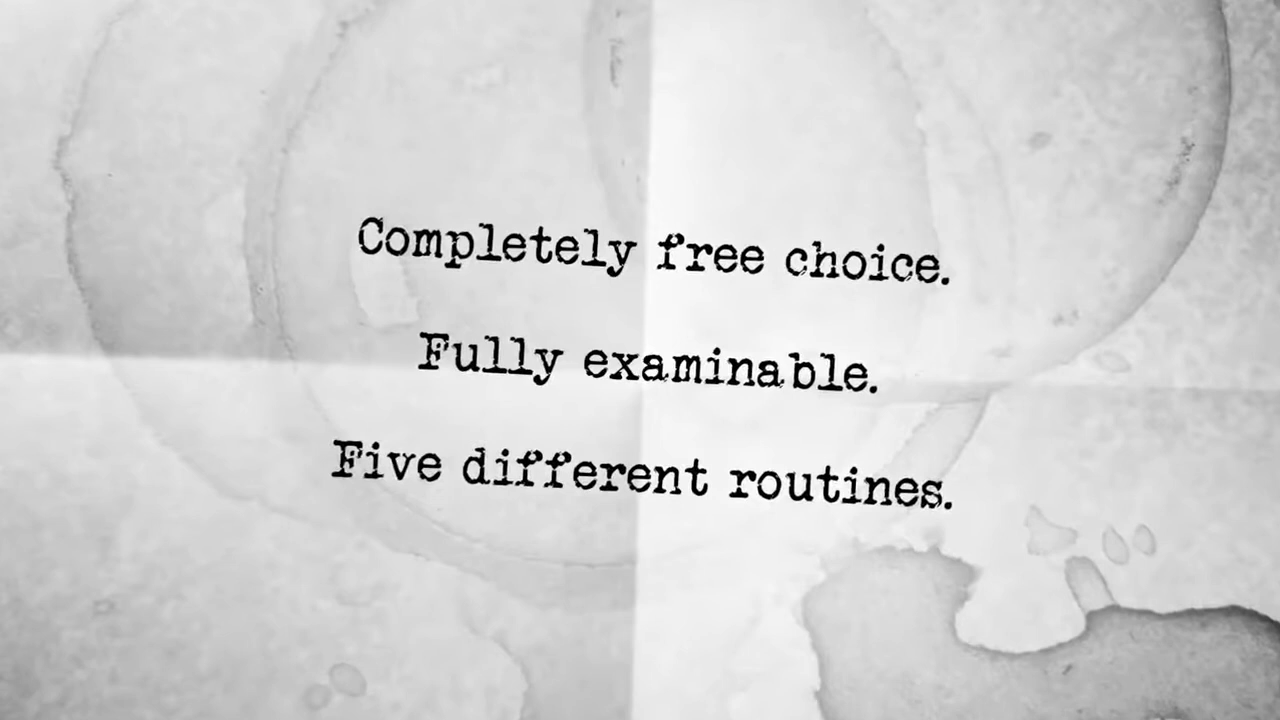 Completely free choice.
Fully examinable.
Five different routines.